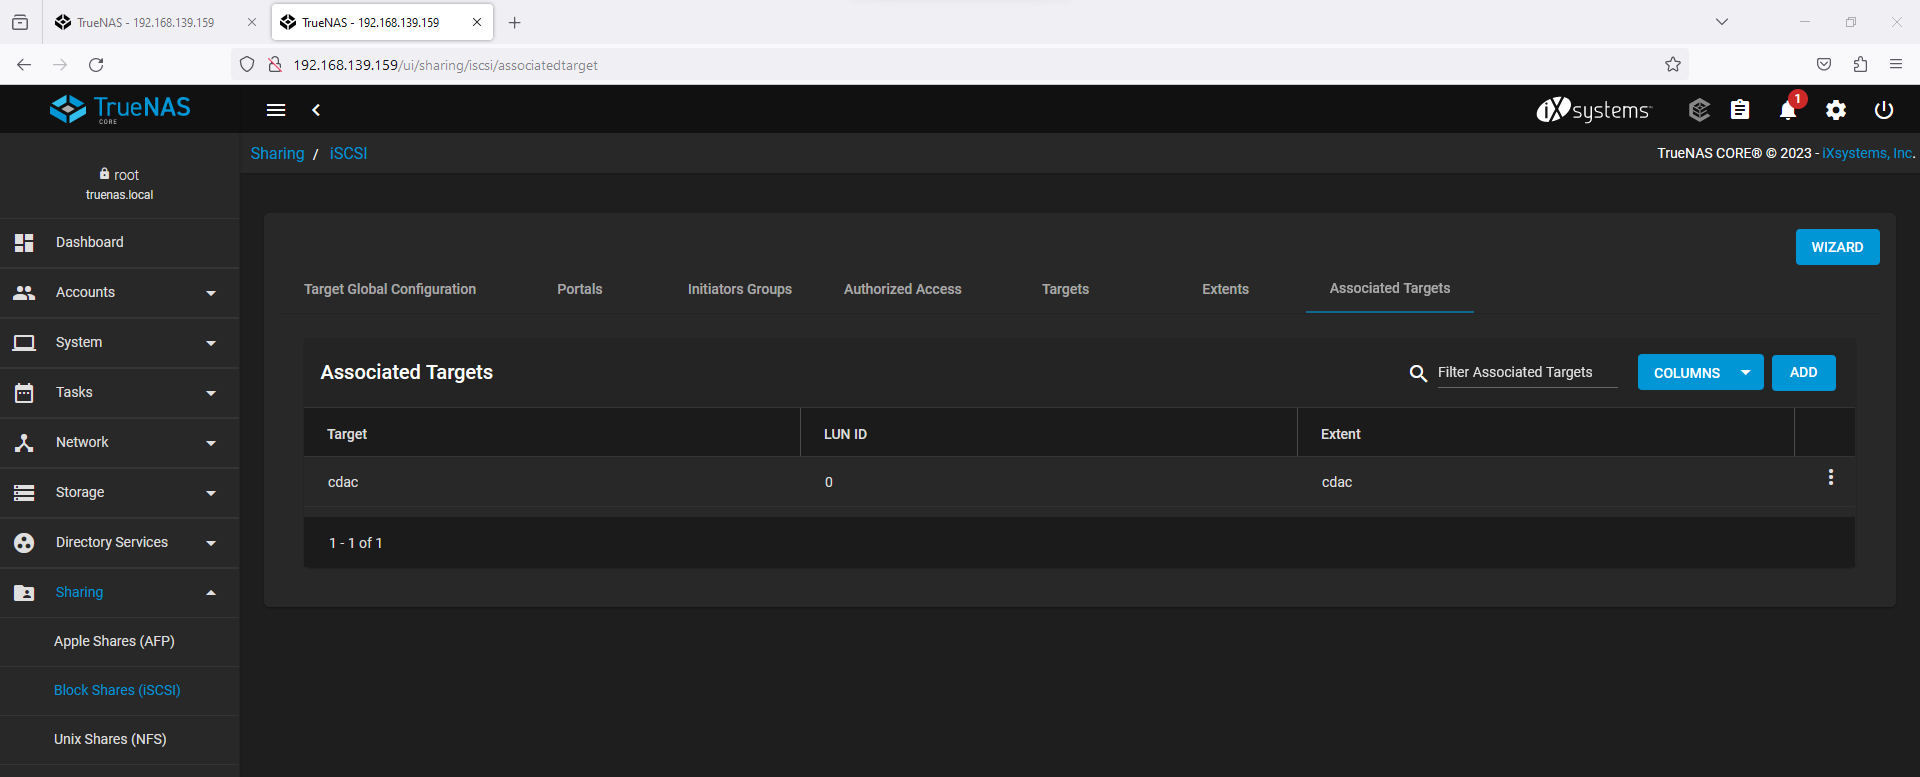 TrueNAS - 192.168.139.159
TrueNAS - 192.168.139.159
192.168.139.159/ui/sharing/iscsi/associatedtarget
TrueNAS
CORE
iXsystems
1
Sharing / iSCSI
TrueNAS CORE® © 2023 - iXsystems, Inc.
root
truenas.local
Dashboard
Accounts
System
Tasks
Network
Storage
Directory Services
Sharing
Apple Shares (AFP)
Block Shares (iSCSI)
Unix Shares (NFS)
WIZARD
Target Global Configuration
Portals
Initiators Groups
Authorized Access
Targets
Extents
Associated Targets
Associated Targets
Filter Associated Targets
COLUMNS
ADD
Target LUN ID Extent
cdac 0 cdac
1 - 1 of 1